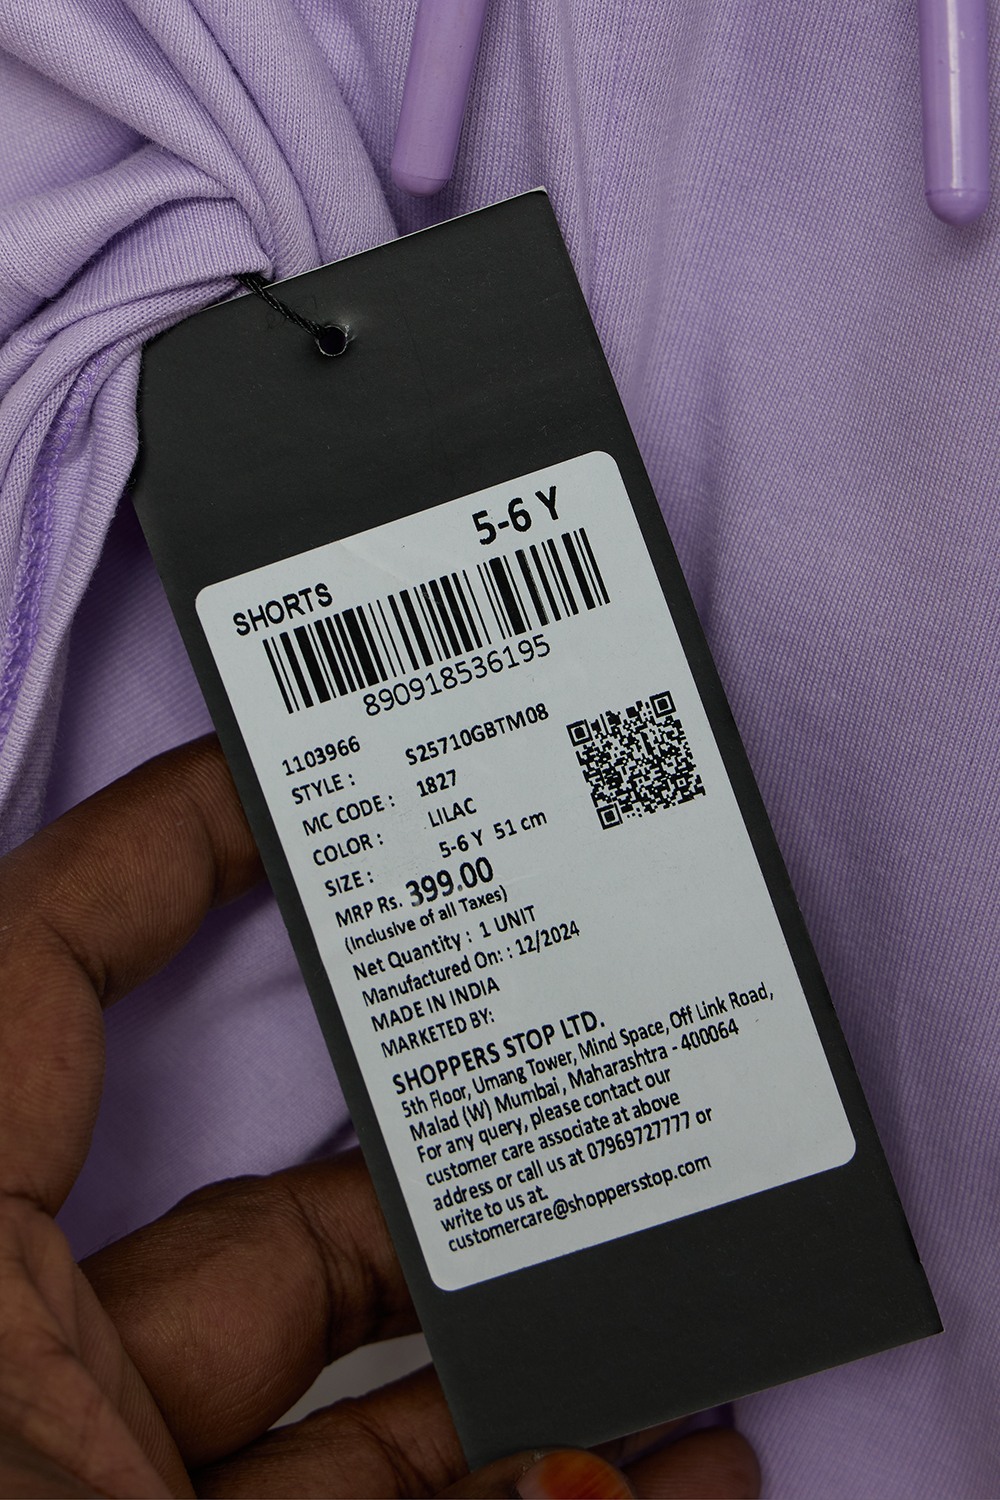 5-6 Y
SHORTS
890918536195
1103966
STYLE : S25710GBTM08
MC CODE : 1827
COLOR : LILAC
SIZE : 5-6 Y 51 cm
MRP Rs. 399.00
(Inclusive of all Taxes)
Net Quantity : 1 UNIT
Manufactured On: : 12/2024
MADE IN INDIA
MARKETED BY:
SHOPPERS STOP LTD.
5th Floor, Umang Tower, Mind Space, Off Link Road,
Malad (W) Mumbai, Maharashtra - 400064
For any query, please contact our
customer care associate at above
address or call us at 07969727777 or
write to us at.
customercare@shoppersstop.com